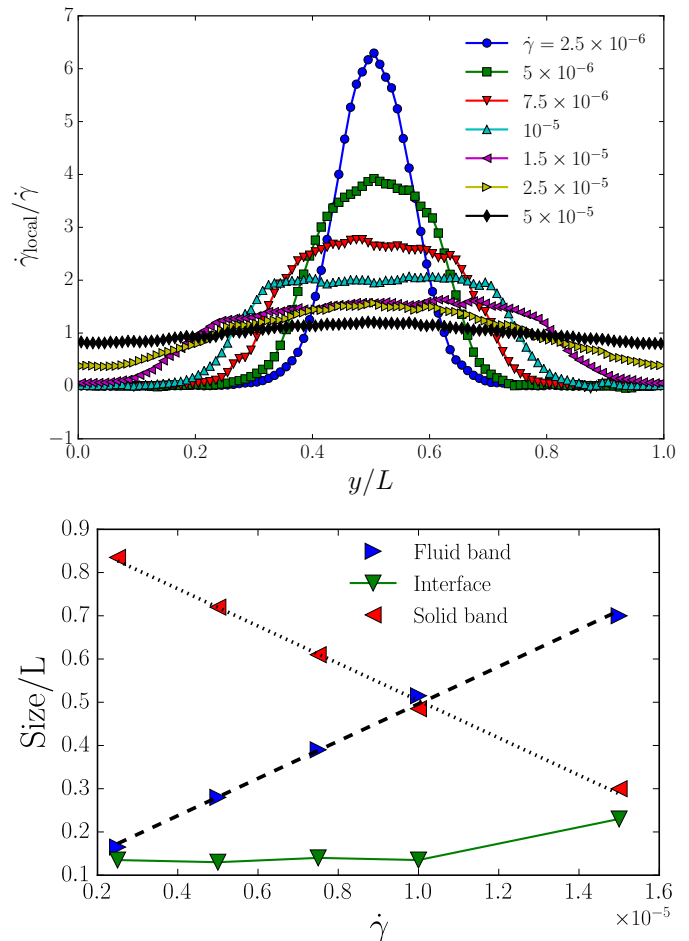 7
6
5
4
3
2
1
0
−1
γ̇local/γ̇
γ̇ = 2.5 × 10⁻⁶
5 × 10⁻⁶
7.5 × 10⁻⁶
10⁻⁵
1.5 × 10⁻⁵
2.5 × 10⁻⁵
5 × 10⁻⁵
0.0 0.2 0.4 0.6 0.8 1.0
y/L
0.9
0.8
0.7
0.6
0.5
0.4
0.3
0.2
0.1
Size/L
Fluid band
Interface
Solid band
0.2 0.4 0.6 0.8 1.0 1.2 1.4 1.6
×10⁻⁵
γ̇